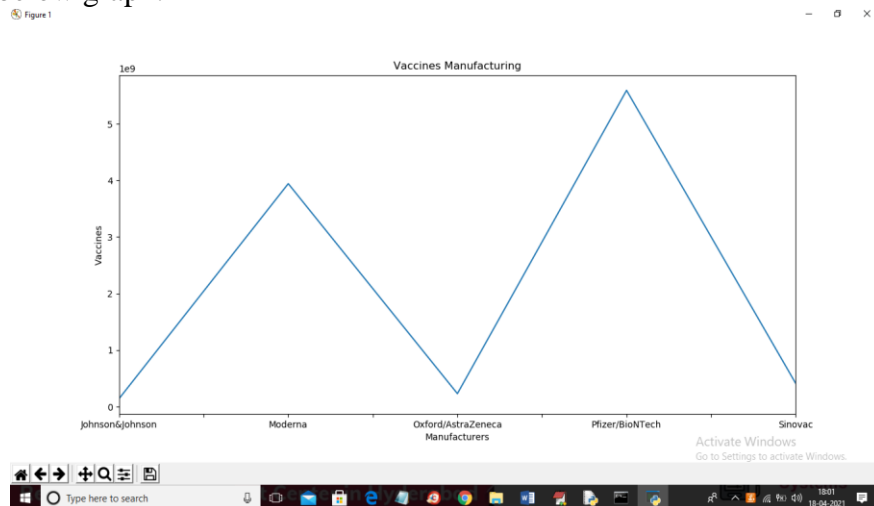 Figure 1
Vaccines Manufacturing
1e9
5
4
3
2
1
0
Vaccines
Johnson&Johnson Moderna Oxford/AstraZeneca Pfizer/BioNTech Sinovac
Manufacturers
Activate Windows
Go to Settings to activate Windows.
Type here to search
18:01
18-04-2021